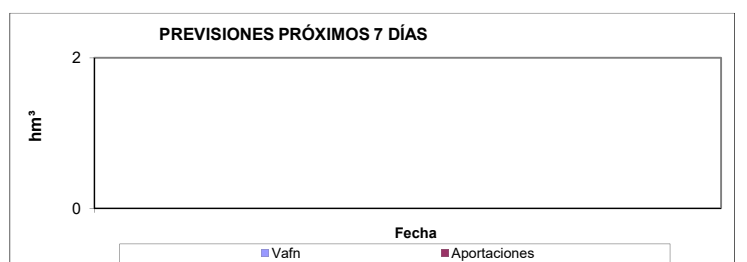 PREVISIONES PRÓXIMOS 7 DÍAS
2
hm³
0
Fecha
Vafn Aportaciones